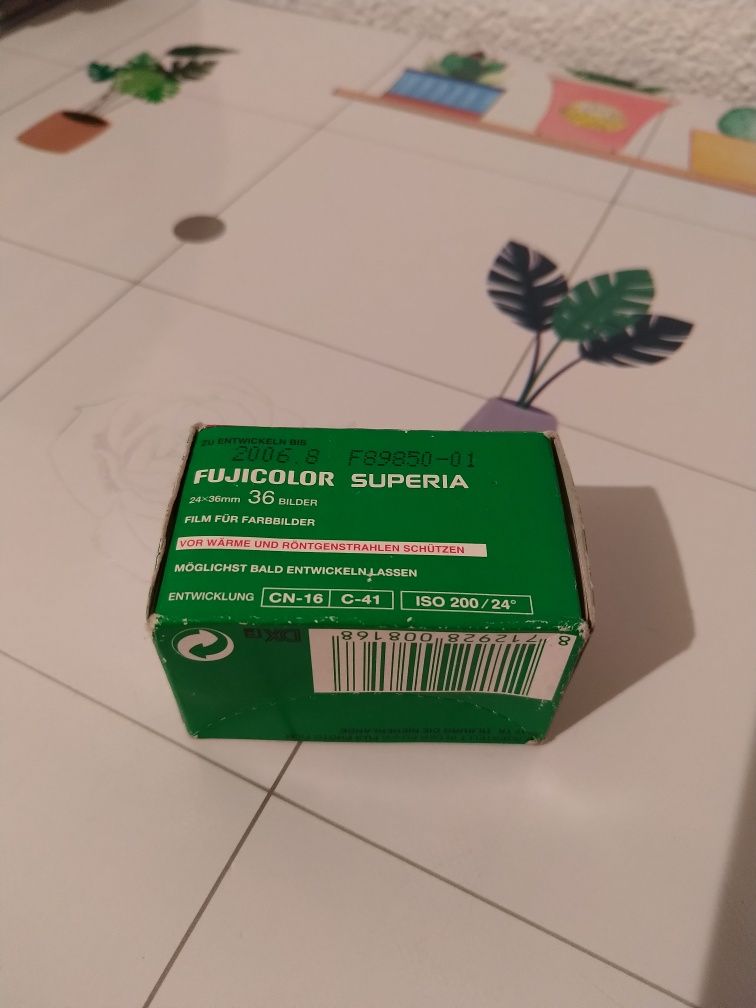 ZU ENTWICKELN BIS
2006.8 F89850-01
FUJICOLOR SUPERIA
24×36mm 36 BILDER
FILM FÜR FARBBILDER
VOR WÄRME UND RÖNTGENSTRAHLEN SCHÜTZEN
MÖGLICHST BALD ENTWICKELN LASSEN
ENTWICKLUNG CN-16 C-41 ISO 200/24°
DX
8 712928 008168